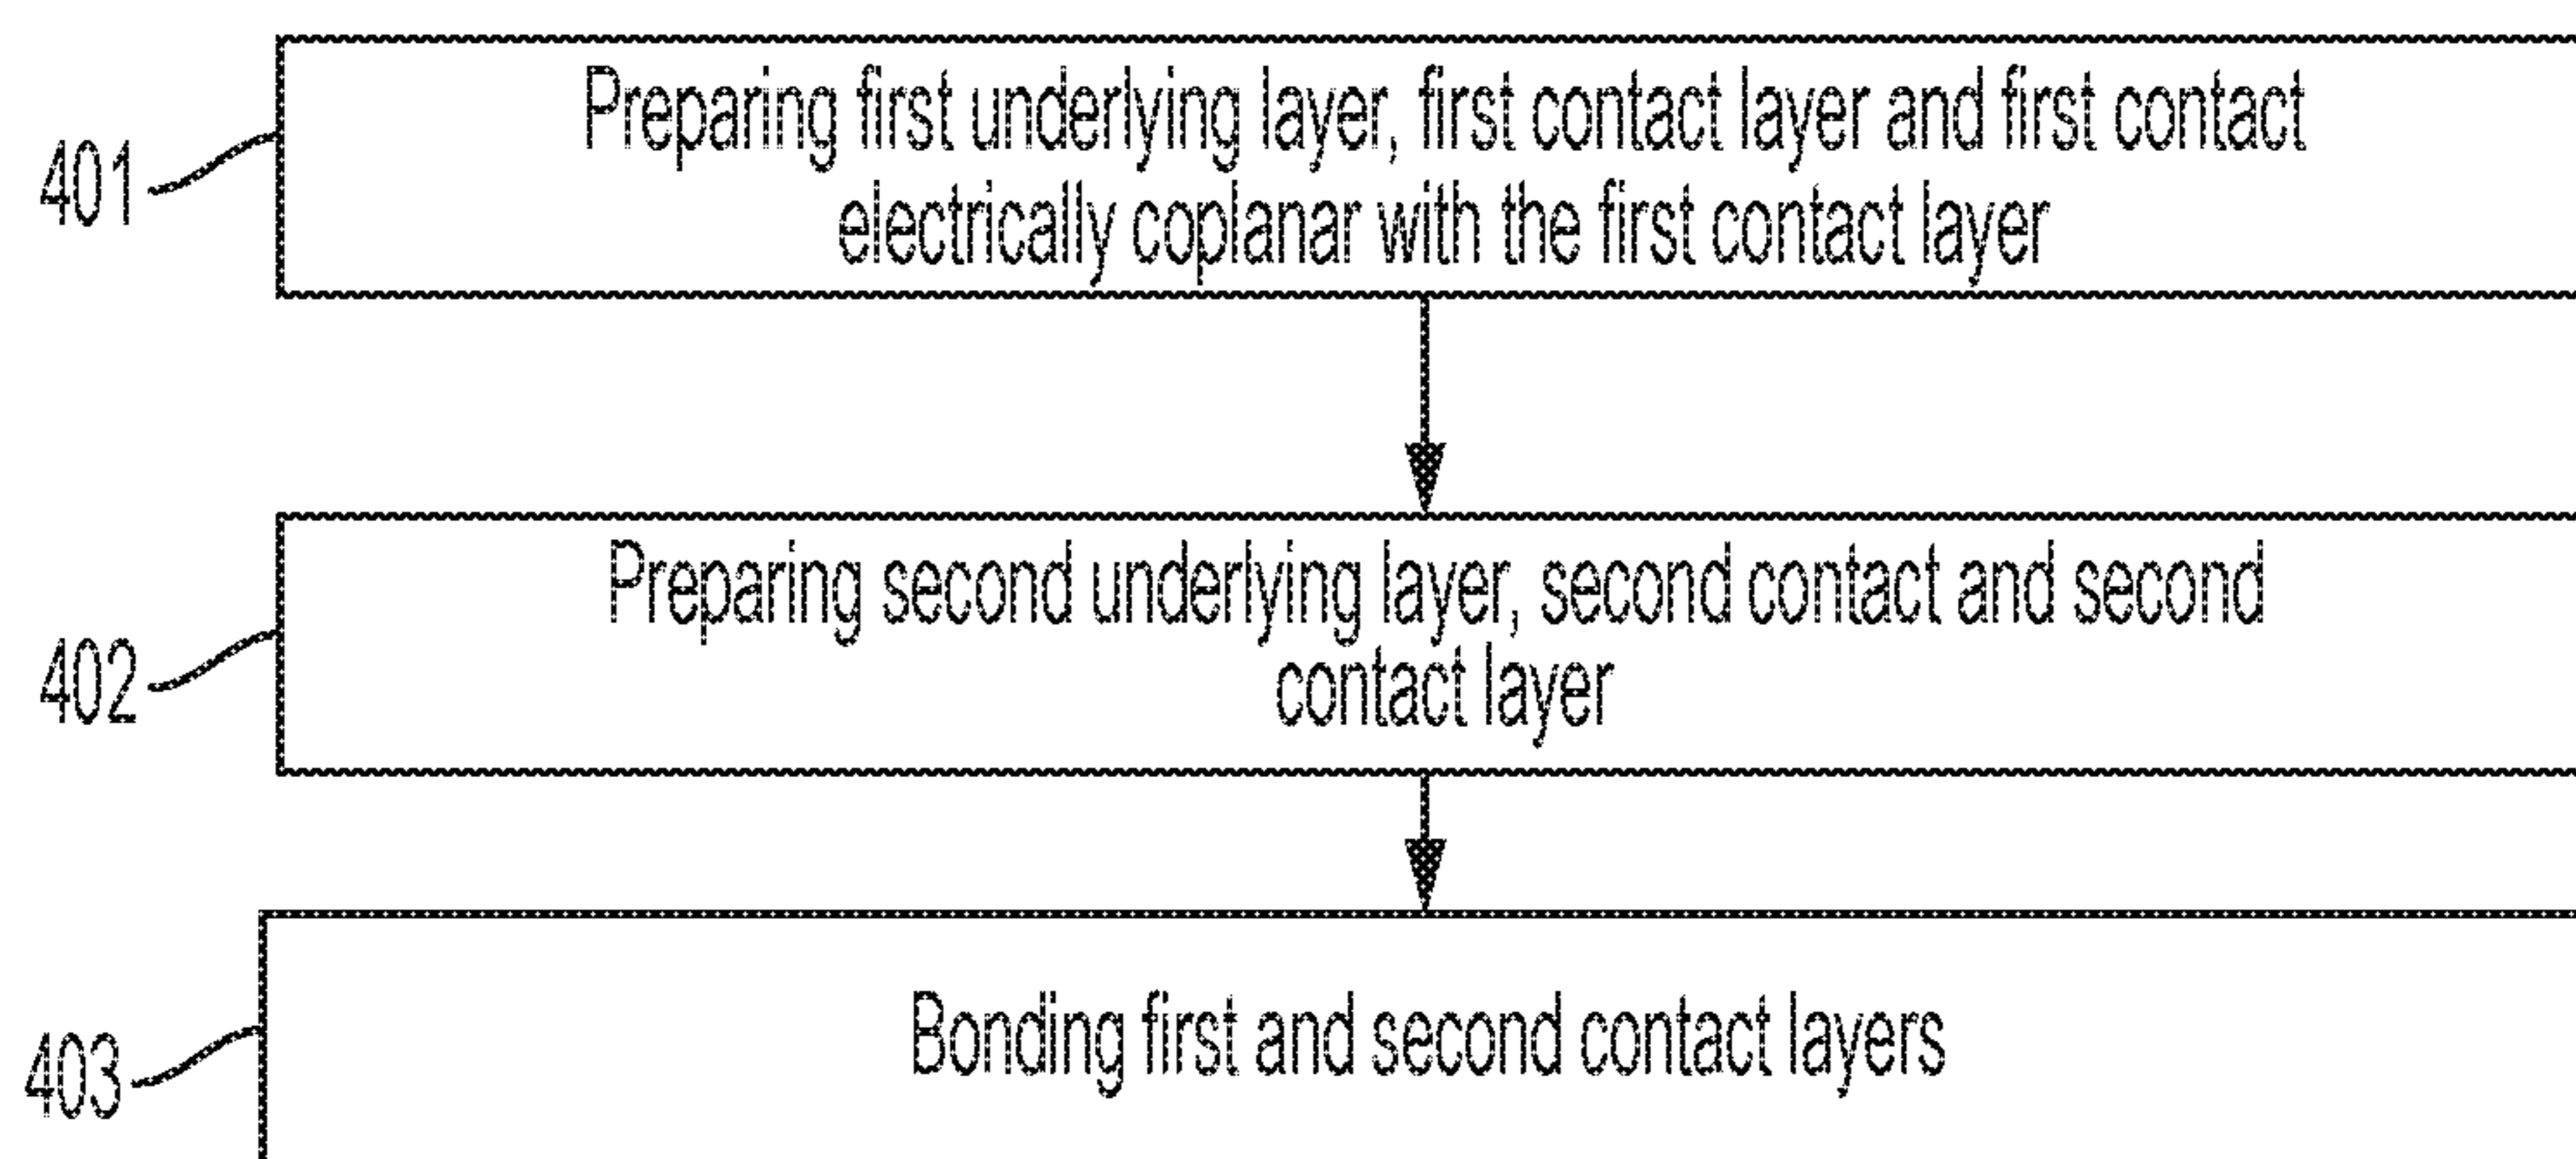 401
Preparing first underlying layer, first contact layer and first contact
electrically coplanar with the first contact layer
402
Preparing second underlying layer, second contact and second
contact layer
403
Bonding first and second contact layers